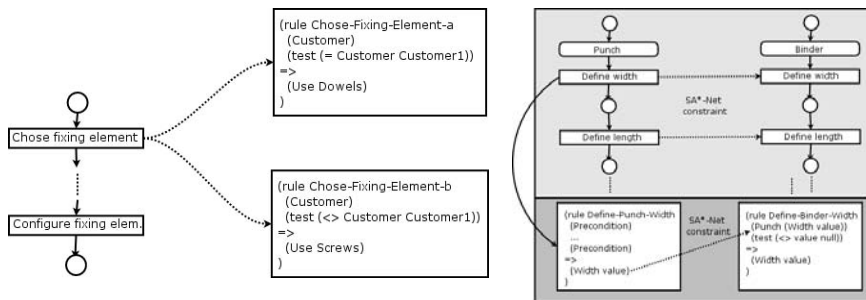 (rule Chose-Fixing-Element-a
(Customer)
(test (= Customer Customer1))
=>
(Use Dowels)
)
Chose fixing element
Configure fixing elem.
(rule Chose-Fixing-Element-b
(Customer)
(test (<> Customer Customer1))
=>
(Use Screws)
)
Punch
Binder
Define width
Define width
SA*-Net
constraint
Define length
Define length
(rule Define-Punch-Width
(Precondition)
...
(Precondition)
=>
(Width value)
)
SA*-Net
constraint
(rule Define-Binder-Width
(Punch (Width value))
(test (<> value null))
=>
(Width value)
)